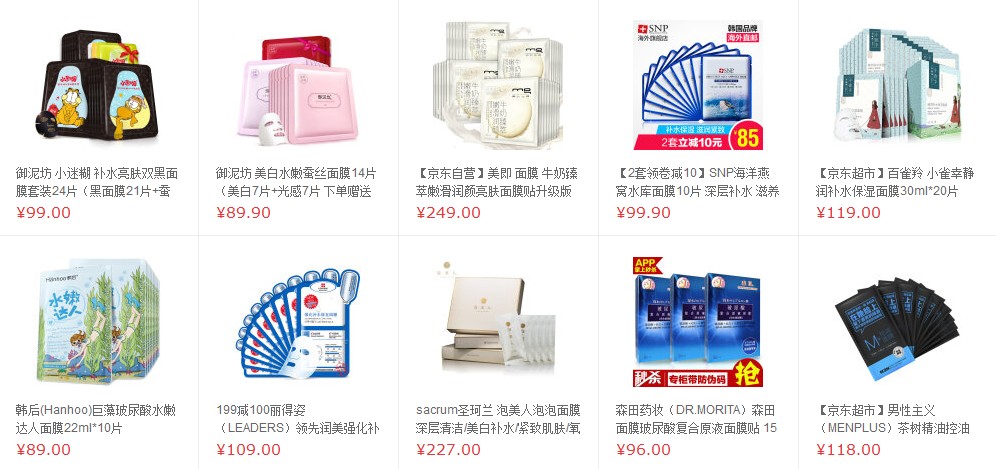 SNP
海外旗舰店
韩国品牌
海外直邮
补水保湿 滋润紧致
2套立减10元
¥85
御泥坊 小迷糊 补水亮肤双黑面
膜套装24片（黑面膜21片+蚕
¥99.00
御泥坊 美白水嫩蚕丝面膜14片
（美白7片+光感7片 下单赠送
¥89.90
【京东自营】美即 面膜 牛奶臻
萃嫩滑润颜亮肤面膜贴升级版
¥249.00
【2套领卷减10】SNP海洋燕
窝水库面膜10片 深层补水 滋养
¥99.90
【京东超市】百雀羚 小雀幸静
润补水保湿面膜30ml*20片
¥119.00
Hanhoo韩后
水嫩
达人
APP
掌上秒杀
秒杀
专柜带防伪码
抢
韩后(Hanhoo)巨藻玻尿酸水嫩
达人面膜22ml*10片
¥89.00
199减100丽得姿
（LEADERS）领先润美强化补
¥109.00
sacrum圣珂兰 泡美人泡泡面膜
深层清洁/美白补水/紧致肌肤/氧
¥227.00
森田药妆（DR.MORITA）森田
面膜玻尿酸复合原液面膜贴 15
¥96.00
【京东超市】男性主义
（MENPLUS）茶树精油控油
¥118.00